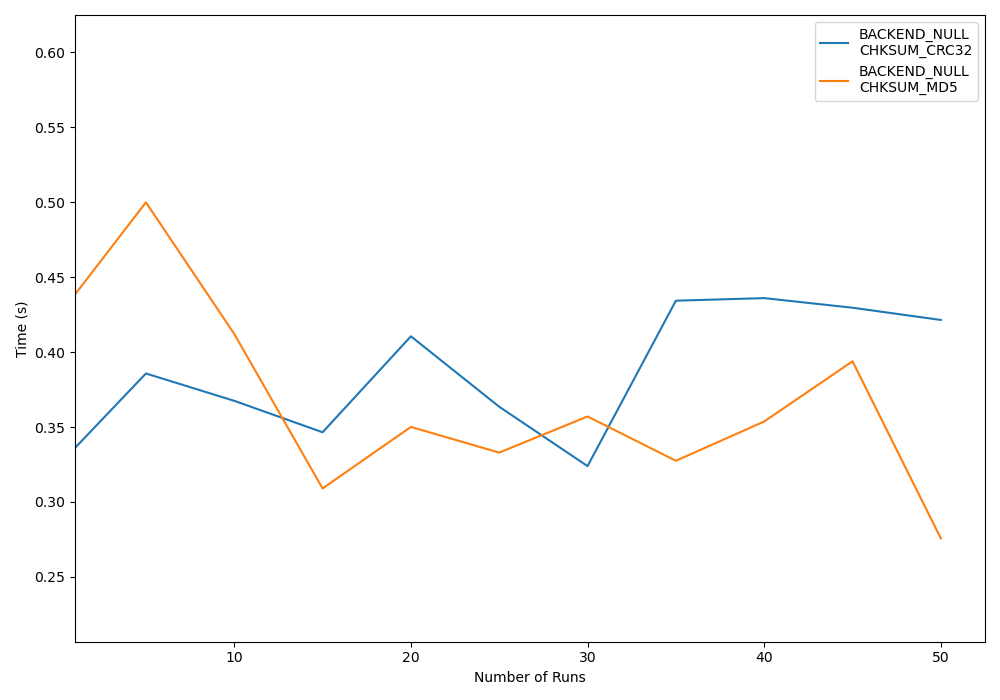 BACKEND_NULL
CHKSUM_CRC32
BACKEND_NULL
CHKSUM_MD5
0.60
0.55
0.50
0.45
0.40
0.35
0.30
0.25
Time (s)
10 20 30 40 50
Number of Runs